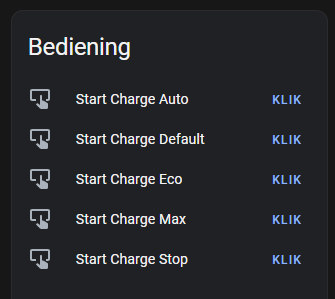 Bediening
Start Charge Auto KLIK
Start Charge Default KLIK
Start Charge Eco KLIK
Start Charge Max KLIK
Start Charge Stop KLIK